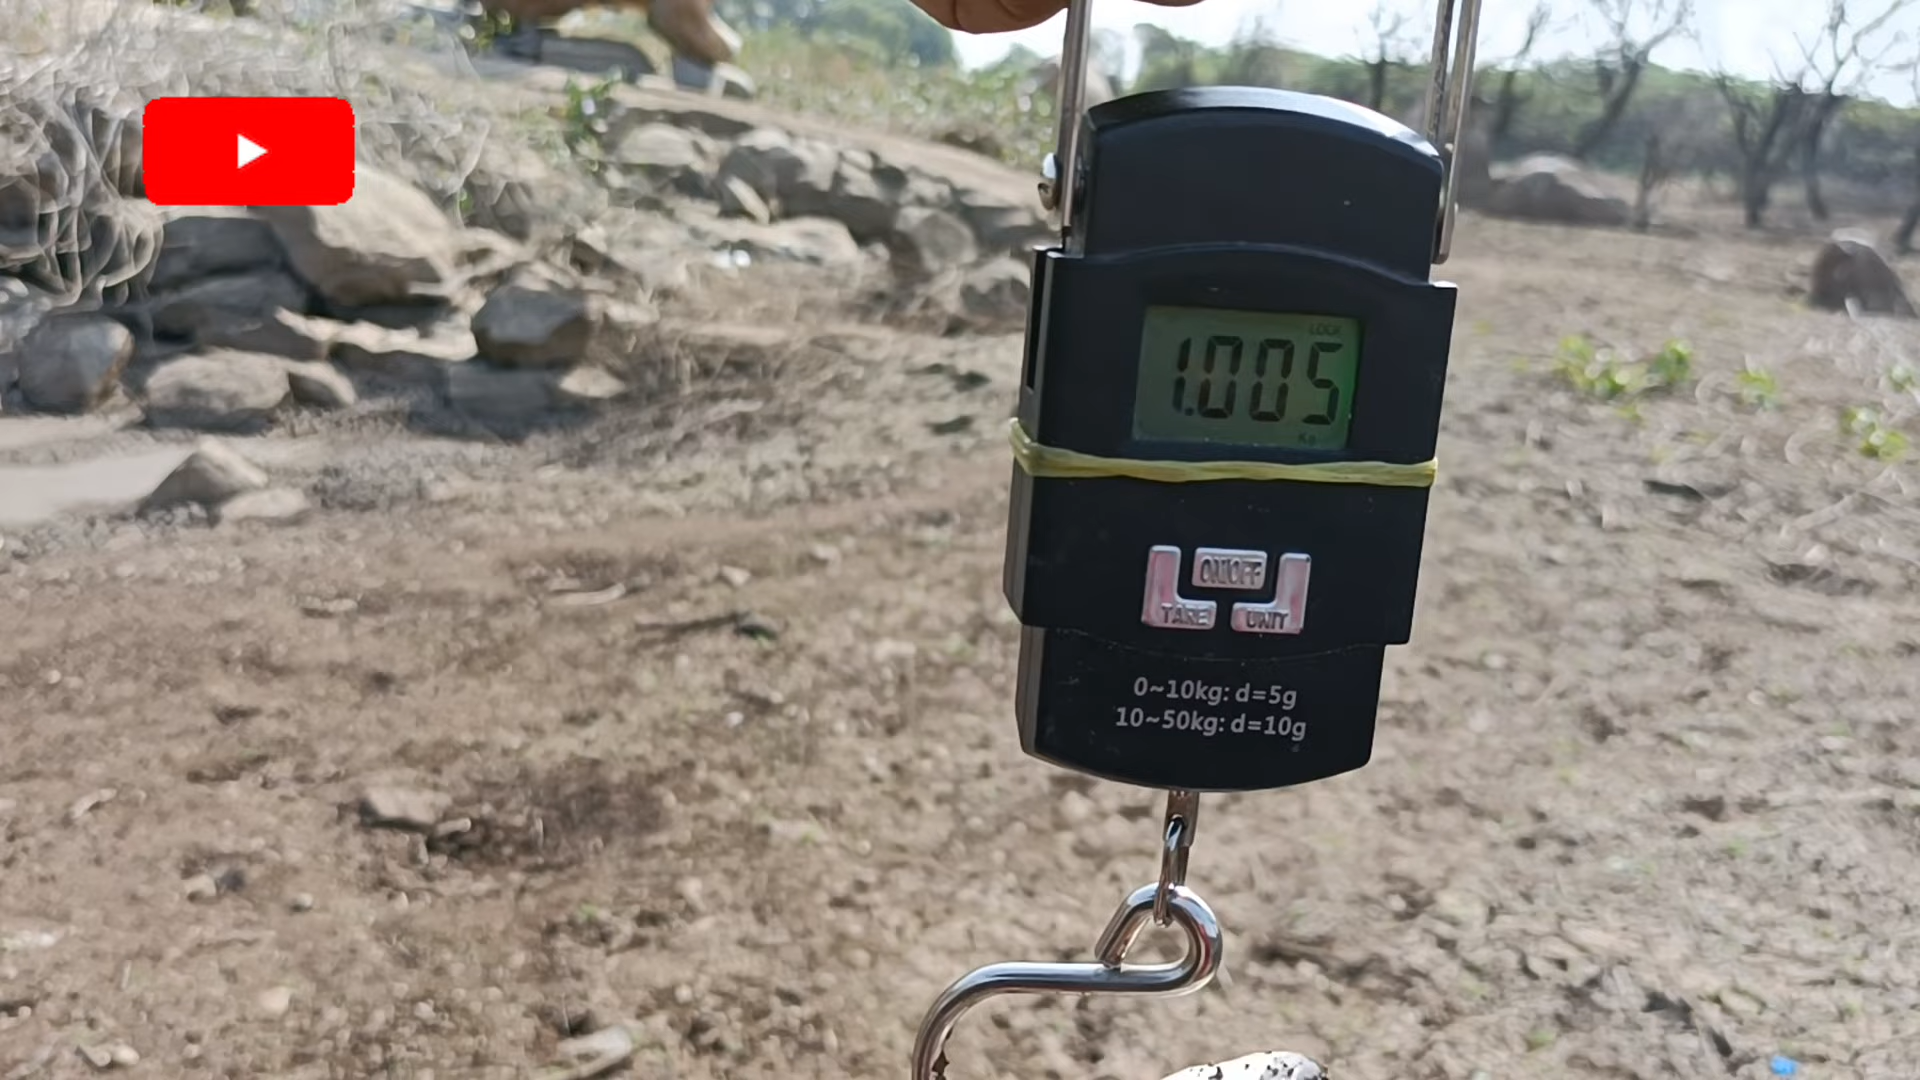 LOCK
1.005
Kg
ON/OFF
TARE UNIT
0~10kg: d=5g
10~50kg: d=10g